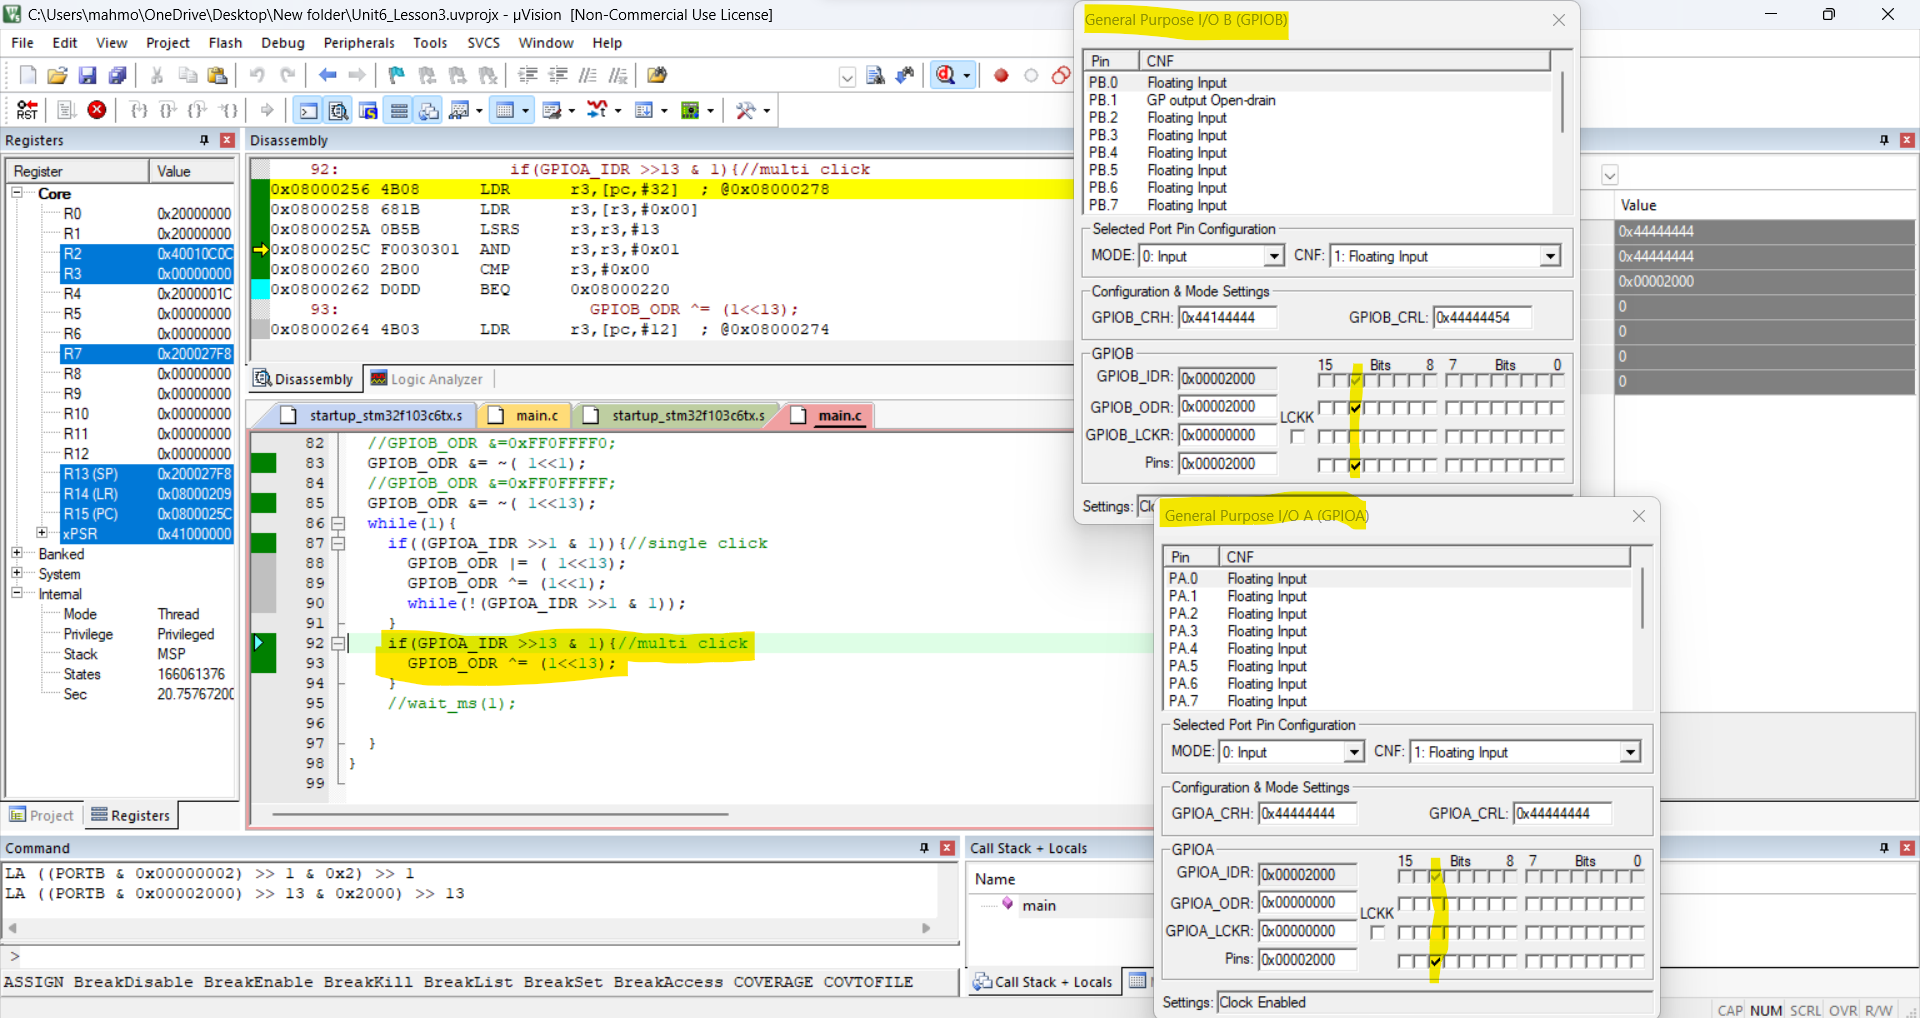 C:\Users\mahmo\OneDrive\Desktop\New folder\Unit6_Lesson3.uvprojx - µVision  [Non-Commercial Use License]
File Edit View Project Flash Debug Peripherals Tools SVCS Window Help
RST
Registers
Register Value
Core
R0 0x20000000
R1 0x20000000
R2 0x40010C0C
R3 0x00000000
R4 0x2000001C
R5 0x00000000
R6 0x00000000
R7 0x200027F8
R8 0x00000000
R9 0x00000000
R10 0x00000000
R11 0x00000000
R12 0x00000000
R13 (SP) 0x200027F8
R14 (LR) 0x08000209
R15 (PC) 0x0800025C
xPSR 0x41000000
Banked
System
Internal
Mode Thread
Privilege Privileged
Stack MSP
States 166061376
Sec 20.75767200
Project Registers
Disassembly
92: if(GPIOA_IDR >>13 & 1){//multi click
0x08000256 4B08 LDR r3,[pc,#32] ; @0x08000278
0x08000258 681B LDR r3,[r3,#0x00]
0x0800025A 0B5B LSRS r3,r3,#13
0x0800025C F0030301 AND r3,r3,#0x01
0x08000260 2B00 CMP r3,#0x00
0x08000262 D0DD BEQ 0x08000220
93: GPIOB_ODR ^= (1<<13);
0x08000264 4B03 LDR r3,[pc,#12] ; @0x08000274
Disassembly Logic Analyzer
startup_stm32f103c6tx.s main.c startup_stm32f103c6tx.s main.c
82 //GPIOB_ODR &=0xFF0FFFF0;
83 GPIOB_ODR &= ~( 1<<1);
84 //GPIOB_ODR &=0xFF0FFFFF;
85 GPIOB_ODR &= ~( 1<<13);
86 while(1){
87 if((GPIOA_IDR >>1 & 1)){//single click
88 GPIOB_ODR |= ( 1<<13);
89 GPIOB_ODR ^= (1<<1);
90 while(!(GPIOA_IDR >>1 & 1));
91 }
92 if(GPIOA_IDR >>13 & 1){//multi click
93 GPIOB_ODR ^= (1<<13);
94 }
95 //wait_ms(1);
96
97 }
98 }
99
Command
LA ((PORTB & 0x00000002) >> 1 & 0x2) >> 1
LA ((PORTB & 0x00002000) >> 13 & 0x2000) >> 13
>
ASSIGN BreakDisable BreakEnable BreakKill BreakList BreakSet BreakAccess COVERAGE COVTOFILE
Call Stack + Locals
Name
main
Call Stack + Locals
Value
0x44444444
0x44444444
0x00002000
0
0
0
0
General Purpose I/O B (GPIOB)
Pin CNF
PB.0 Floating Input
PB.1 GP output Open-drain
PB.2 Floating Input
PB.3 Floating Input
PB.4 Floating Input
PB.5 Floating Input
PB.6 Floating Input
PB.7 Floating Input
Selected Port Pin Configuration
MODE: 0: Input CNF: 1: Floating Input
Configuration & Mode Settings
GPIOB_CRH: 0x44144444 GPIOB_CRL: 0x44444454
GPIOB
15 Bits 8 7 Bits 0
GPIOB_IDR: 0x00002000
GPIOB_ODR: 0x00002000
LCKK
GPIOB_LCKR: 0x00000000
Pins: 0x00002000
Settings: Clo
General Purpose I/O A (GPIOA)
Pin CNF
PA.0 Floating Input
PA.1 Floating Input
PA.2 Floating Input
PA.3 Floating Input
PA.4 Floating Input
PA.5 Floating Input
PA.6 Floating Input
PA.7 Floating Input
Selected Port Pin Configuration
MODE: 0: Input CNF: 1: Floating Input
Configuration & Mode Settings
GPIOA_CRH: 0x44444444 GPIOA_CRL: 0x44444444
GPIOA
15 Bits 8 7 Bits 0
GPIOA_IDR: 0x00002000
GPIOA_ODR: 0x00000000
LCKK
GPIOA_LCKR: 0x00000000
Pins: 0x00002000
Settings: Clock Enabled
CAP NUM SCRL OVR R/W